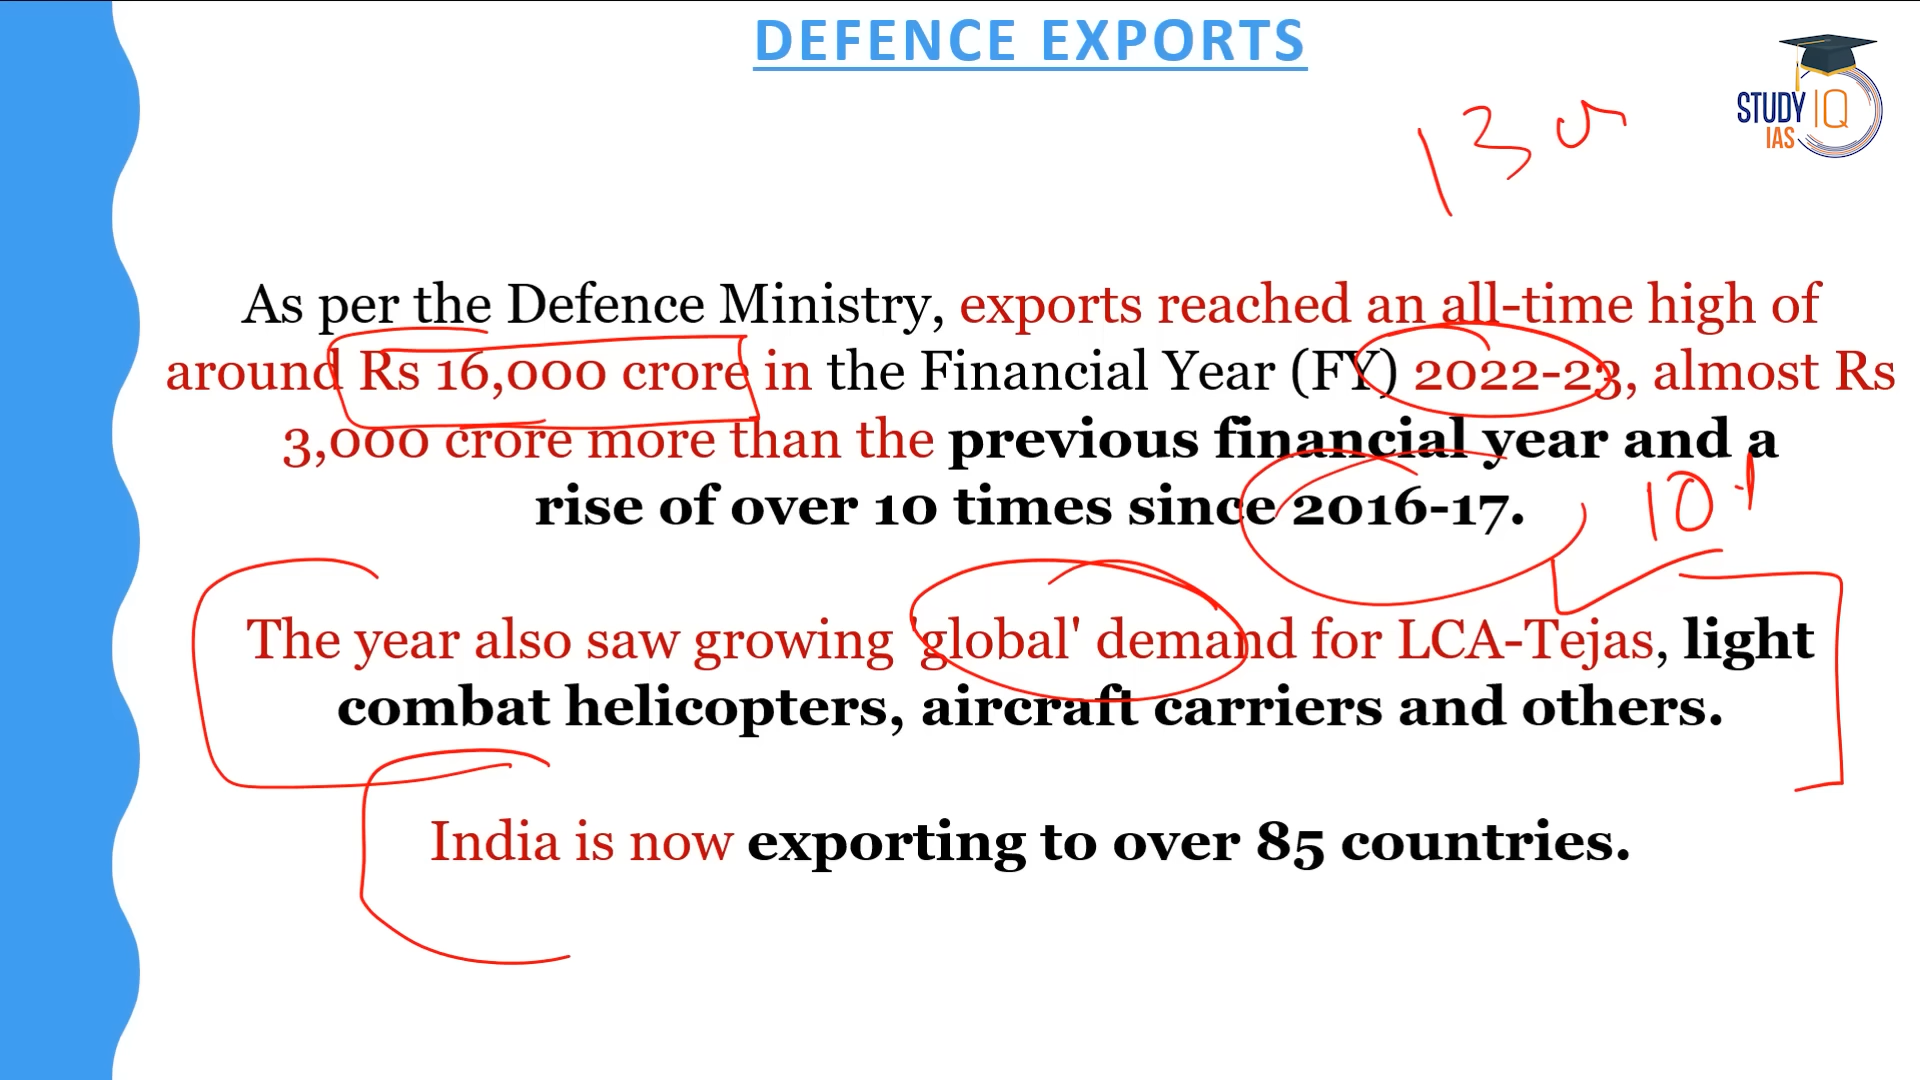 DEFENCE EXPORTS
STUDY IQ
IAS
13
As per the Defence Ministry, exports reached an all-time high of
around Rs 16,000 crore in the Financial Year (FY) 2022-23, almost Rs
3,000 crore more than the previous financial year and a
rise of over 10 times since 2016-17.
10
The year also saw growing 'global' demand for LCA-Tejas, light
combat helicopters, aircraft carriers and others.
India is now exporting to over 85 countries.